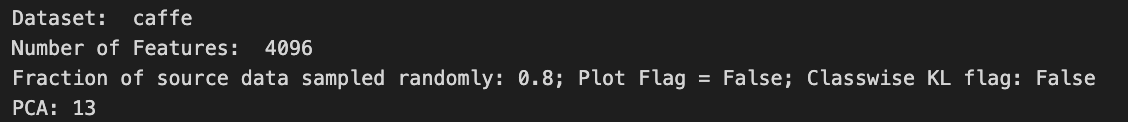 Dataset:  caffe
Number of Features:  4096
Fraction of source data sampled randomly: 0.8; Plot Flag = False; Classwise KL flag: False
PCA: 13